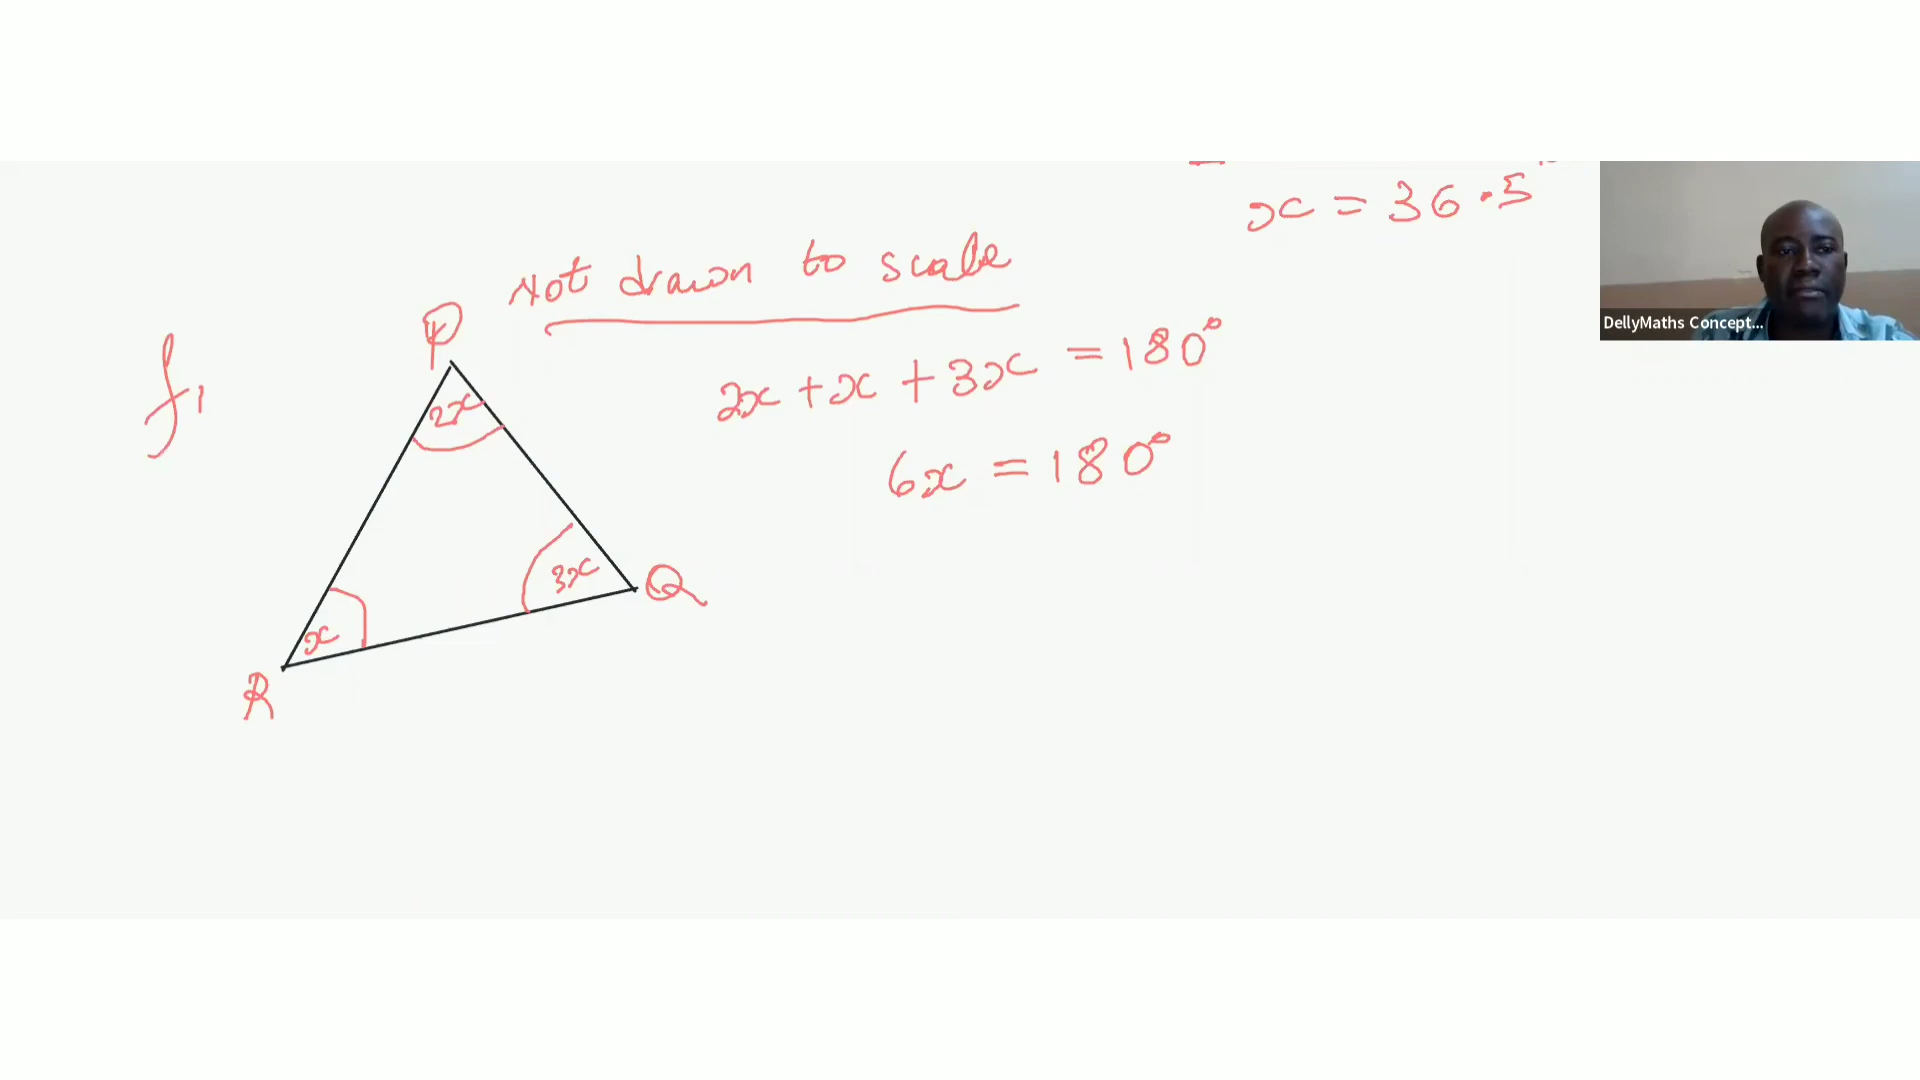 x = 36.5
Not drawn to scale
DellyMaths Concept...
f1
P
2x + x + 3x = 180°
2x
6x = 180°
3x
Q
x
R